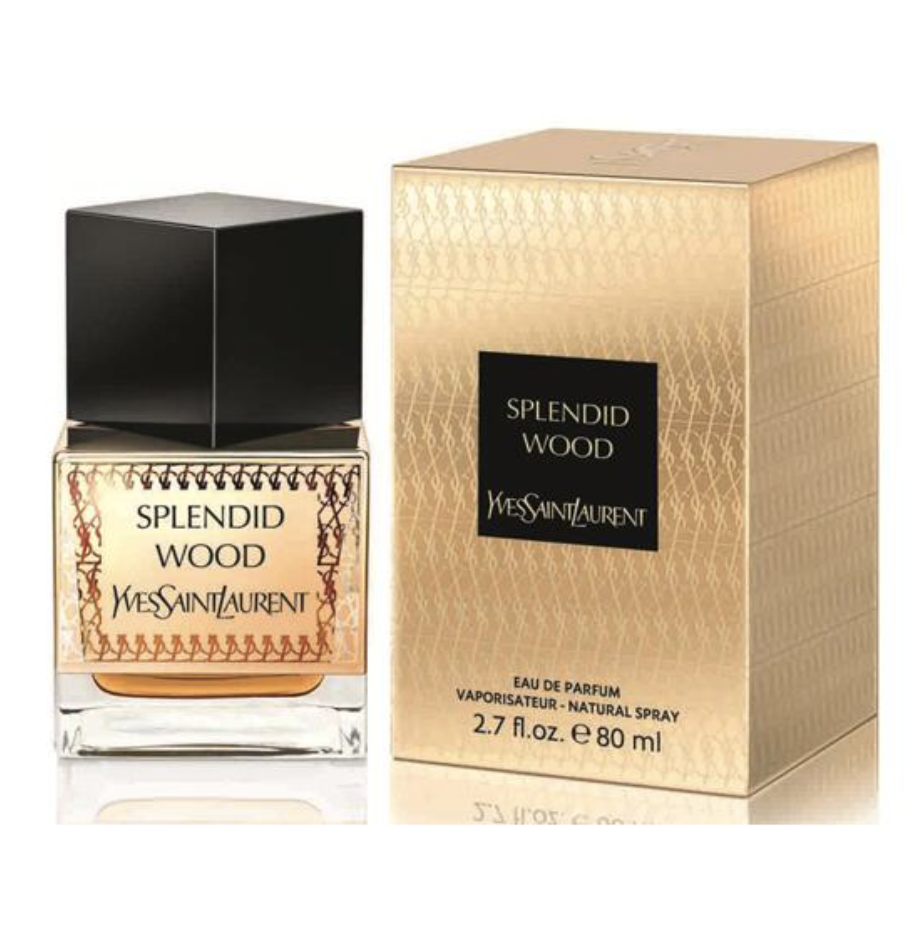 SPLENDID
WOOD
YVESSAINTLAURENT
SPLENDID
WOOD
YVESSAINTLAURENT
EAU DE PARFUM
VAPORISATEUR - NATURAL SPRAY
2.7 fl.oz. ℮ 80 ml